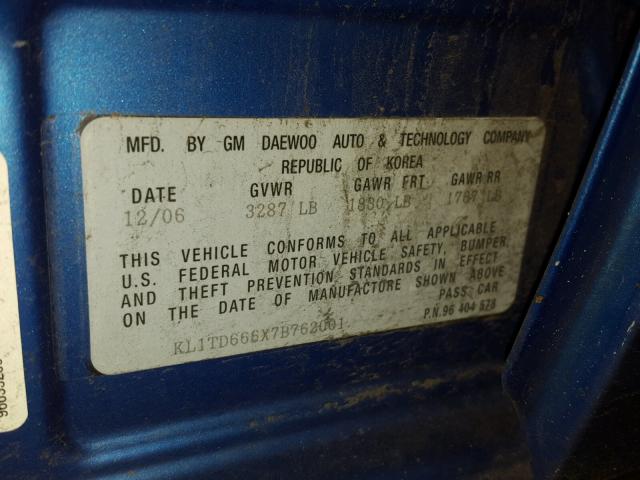 MFD. BY GM DAEWOO AUTO & TECHNOLOGY COMPANY
REPUBLIC OF KOREA
DATE GVWR GAWR FRT GAWR RR
12/06 3287 LB 1830 LB 1787 LB
THIS VEHICLE CONFORMS TO ALL APPLICABLE
U.S. FEDERAL MOTOR VEHICLE SAFETY, BUMPER,
AND THEFT PREVENTION STANDARDS IN EFFECT
ON THE DATE OF MANUFACTURE SHOWN ABOVE
PASS CAR
P.N.96 404 578
KL1TD666X7B762001